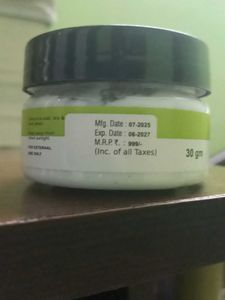 FOR EXTERNAL
USE ONLY
Mfg. Date : 07-2025
Exp. Date : 06-2027
M.R.P ₹. : 999/-
(Inc. of all Taxes)
30 gm